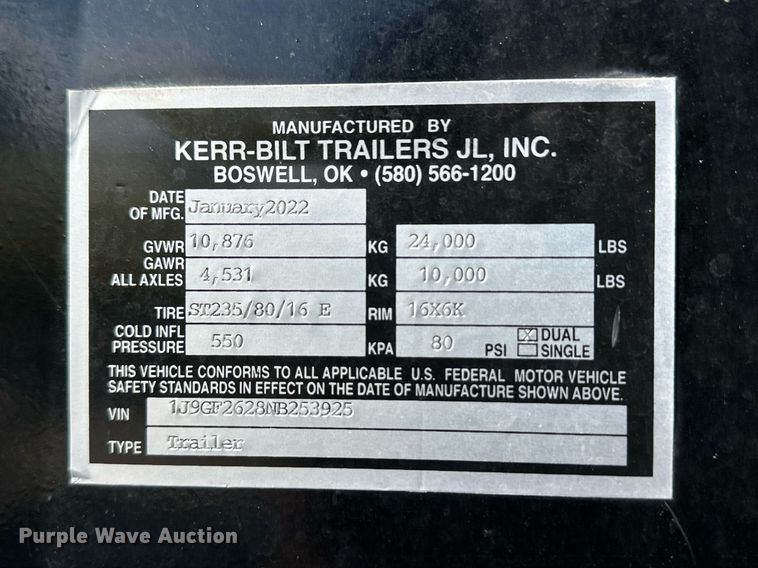 MANUFACTURED BY
KERR-BILT TRAILERS JL, INC.
BOSWELL, OK • (580) 566-1200
DATE OF MFG. January2022
GVWR 10,876 KG 24,000 LBS
GAWR ALL AXLES 4,531 KG 10,000 LBS
TIRE ST235/80/16 E RIM 16X6K
COLD INFL PRESSURE 550 KPA 80 PSI X DUAL SINGLE
THIS VEHICLE CONFORMS TO ALL APPLICABLE U.S. FEDERAL MOTOR VEHICLE
SAFETY STANDARDS IN EFFECT ON THE DATE OF MANUFACTURE SHOWN ABOVE.
VIN 1J9GF2628NB253925
TYPE Trailer
Purple Wave Auction